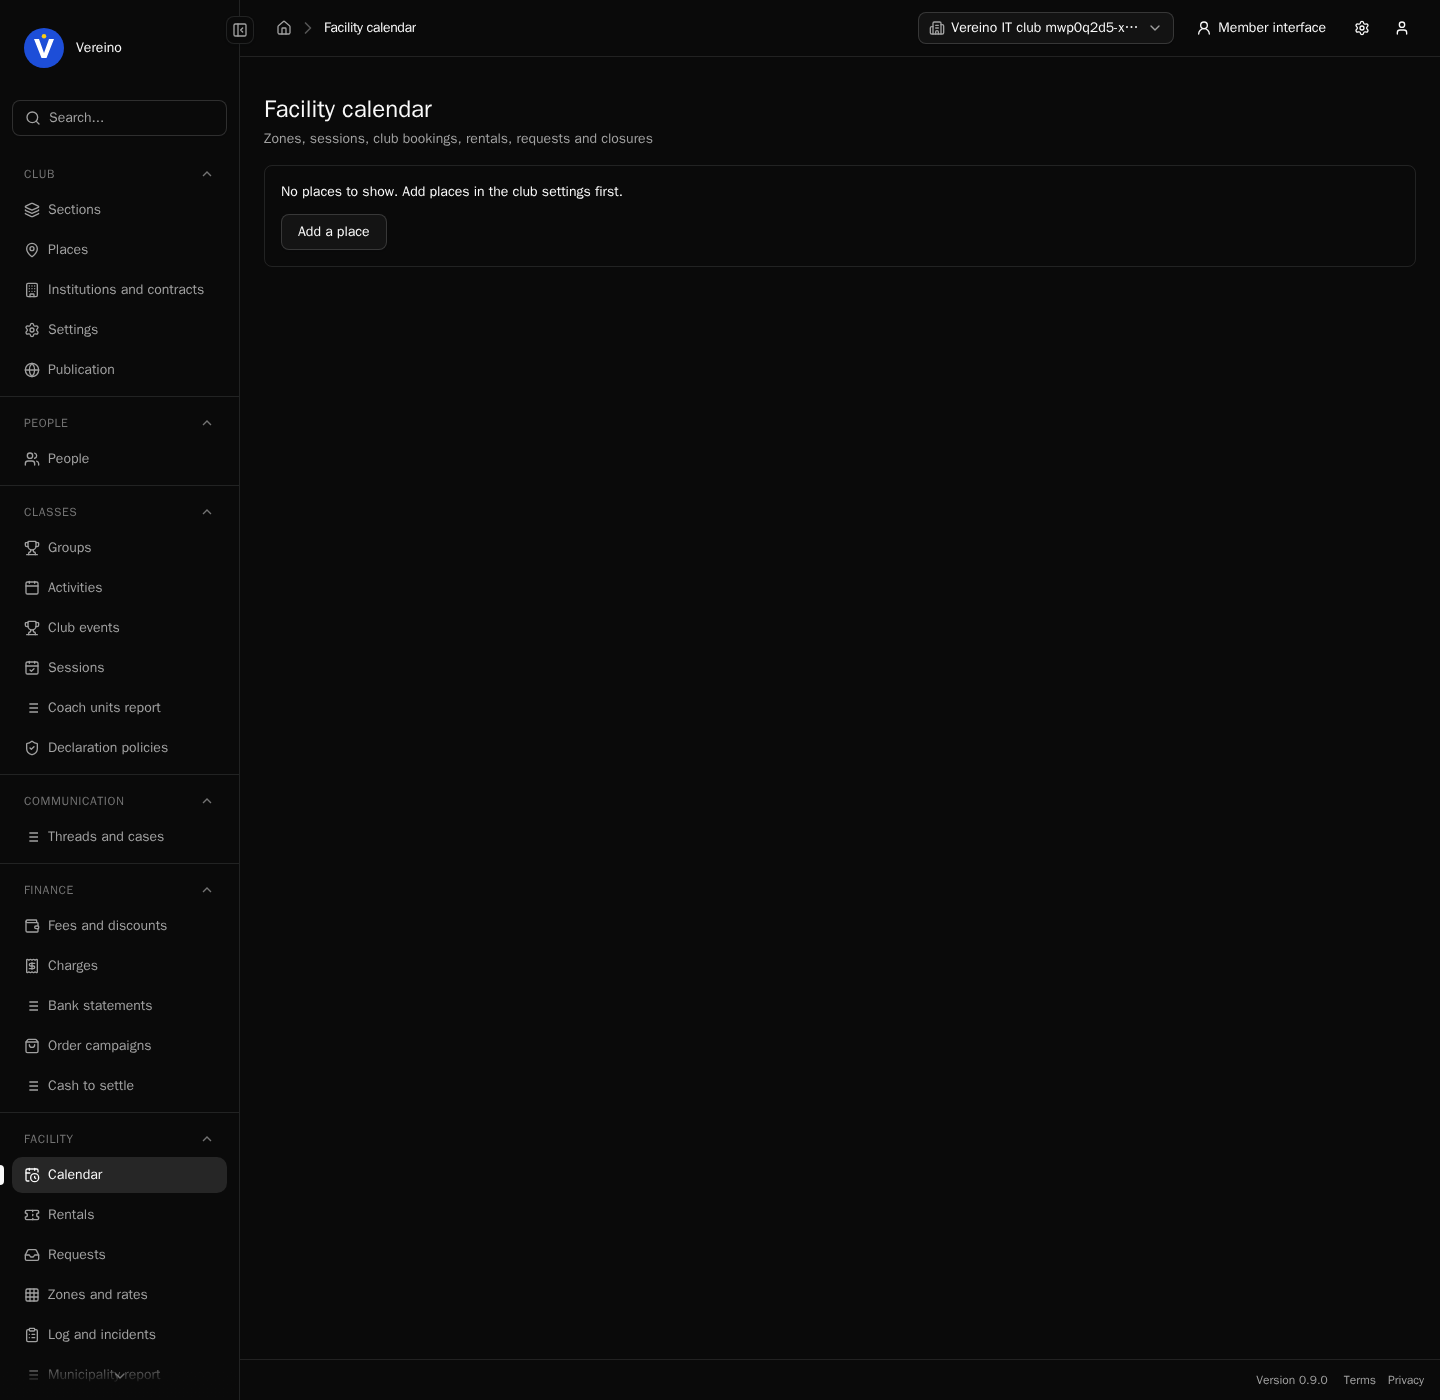 Vereino
Search...
CLUB
Sections
Places
Institutions and contracts
Settings
Publication
PEOPLE
People
CLASSES
Groups
Activities
Club events
Sessions
Coach units report
Declaration policies
COMMUNICATION
Threads and cases
FINANCE
Fees and discounts
Charges
Bank statements
Order campaigns
Cash to settle
FACILITY
Calendar
Rentals
Requests
Zones and rates
Log and incidents
Municipality report
Facility calendar
Vereino IT club mwp0q2d5-x…
Member interface
Facility calendar
Zones, sessions, club bookings, rentals, requests and closures
No places to show. Add places in the club settings first.
Add a place
Version 0.9.0 Terms Privacy